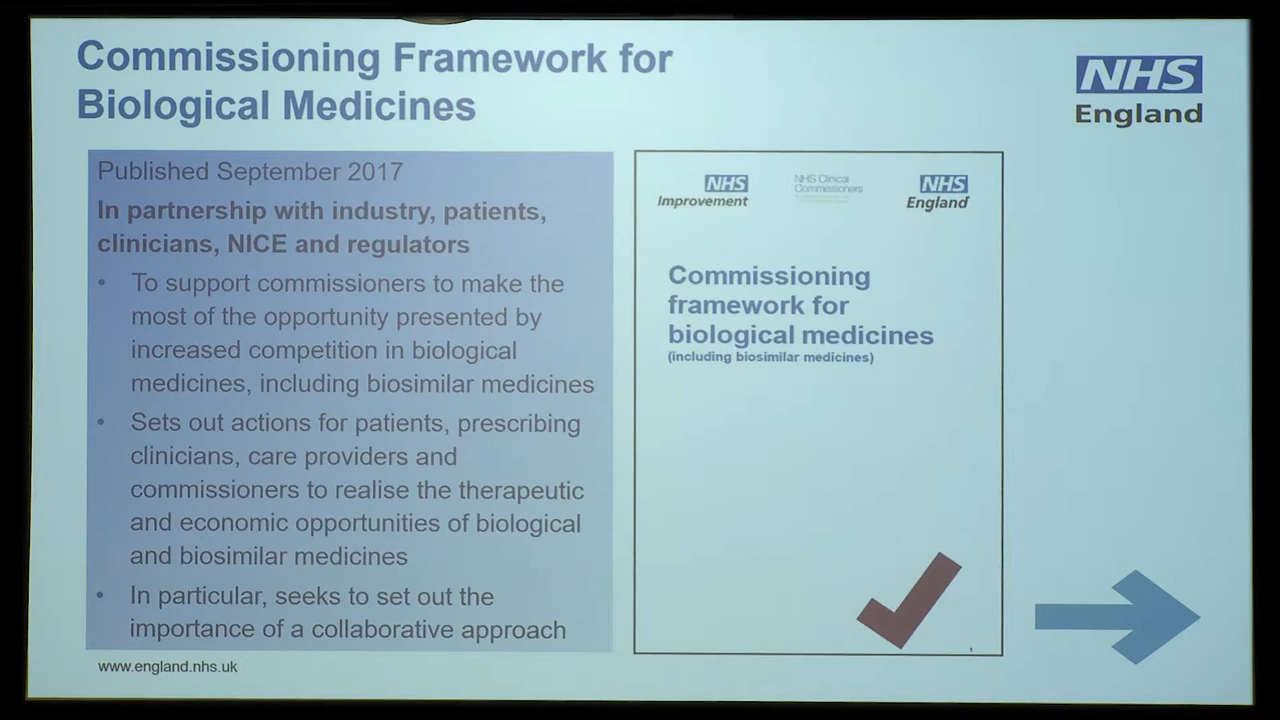 Commissioning Framework for
Biological Medicines
NHS
England
Published September 2017
In partnership with industry, patients,
clinicians, NICE and regulators
• To support commissioners to make the
most of the opportunity presented by
increased competition in biological
medicines, including biosimilar medicines
• Sets out actions for patients, prescribing
clinicians, care providers and
commissioners to realise the therapeutic
and economic opportunities of biological
and biosimilar medicines
• In particular, seeks to set out the
importance of a collaborative approach
NHS
Improvement
NHS Clinical
Commissioners
NHS
England
Commissioning
framework for
biological medicines
(including biosimilar medicines)
www.england.nhs.uk